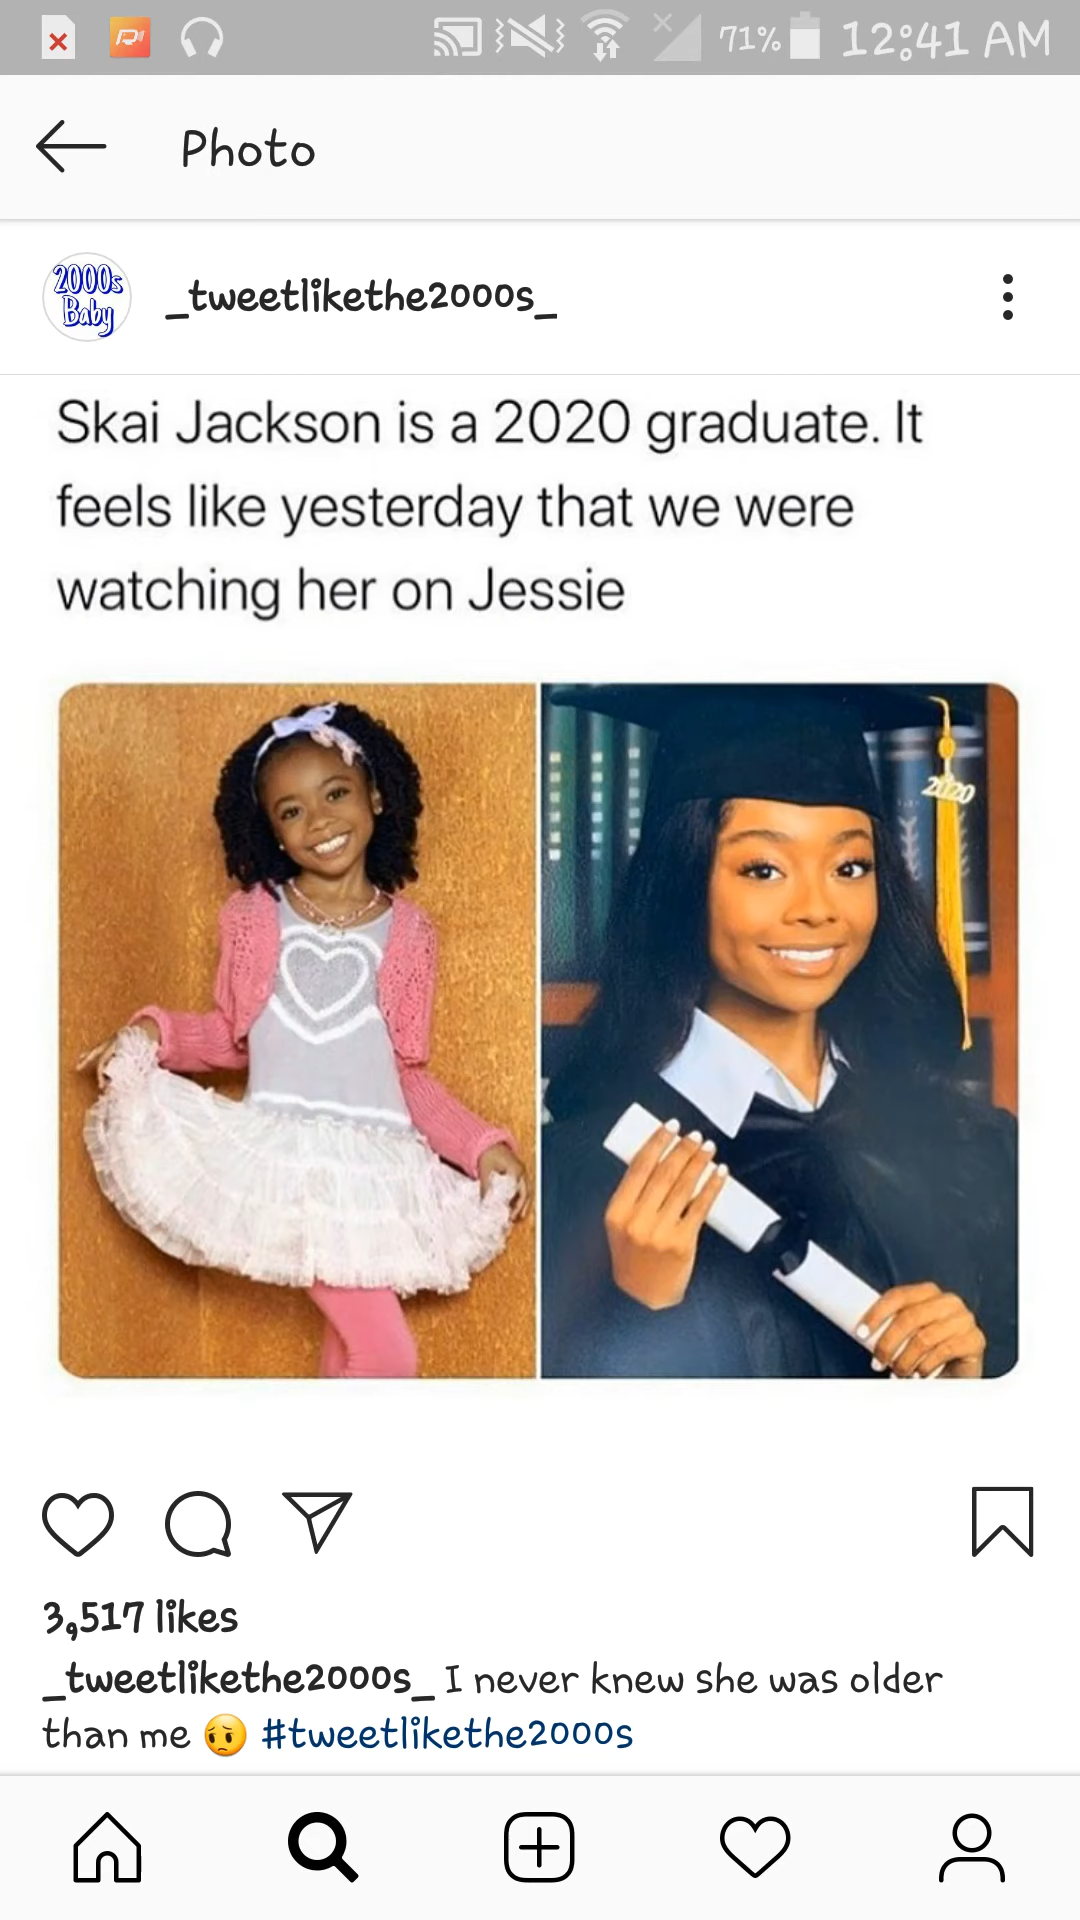 71% 12:41 AM
Photo
2000s
Baby
_tweetlikethe2000s_
Skai Jackson is a 2020 graduate. It
feels like yesterday that we were
watching her on Jessie
2020
3,517 likes
_tweetlikethe2000s_ I never knew she was older
than me 😔 #tweetlikethe2000s